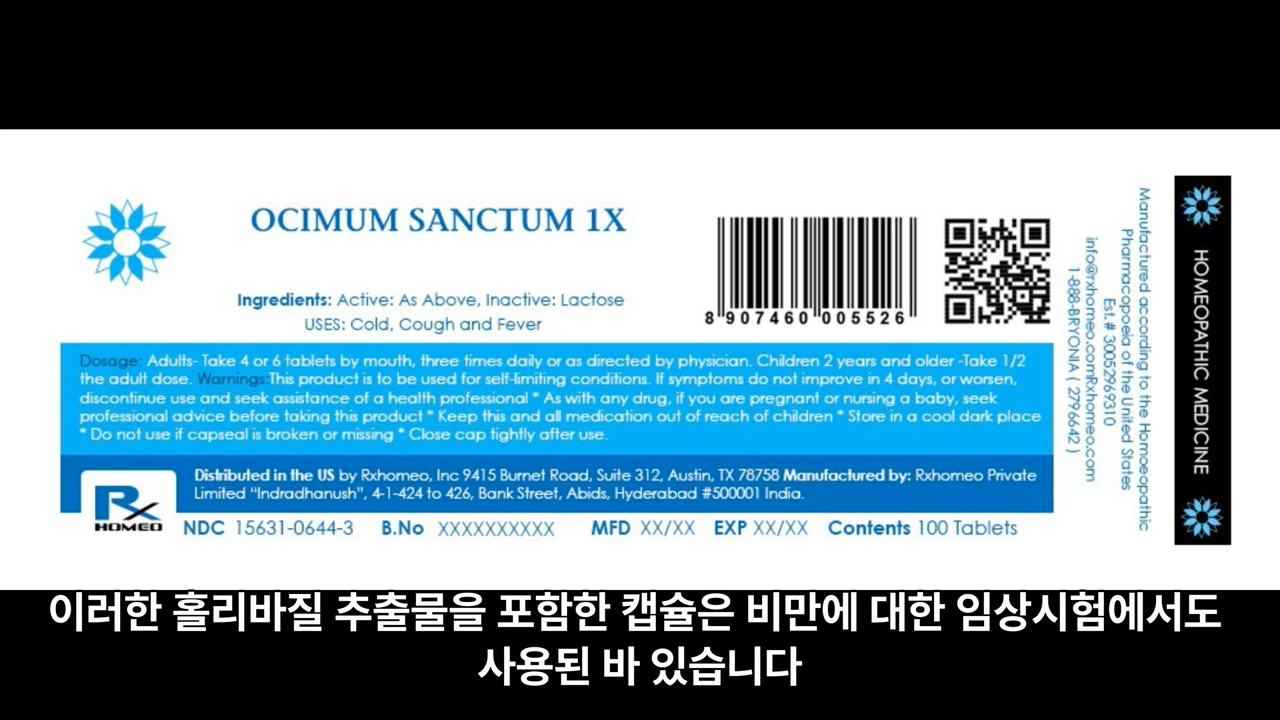 OCIMUM SANCTUM 1X
Ingredients: Active: As Above, Inactive: Lactose
USES: Cold, Cough and Fever
8 907460 005526
Dosage: Adults- Take 4 or 6 tablets by mouth, three times daily or as directed by physician. Children 2 years and older -Take 1/2
the adult dose. Warnings:This product is to be used for self-limiting conditions. If symptoms do not improve in 4 days, or worsen,
discontinue use and seek assistance of a health professional * As with any drug, if you are pregnant or nursing a baby, seek
professional advice before taking this product * Keep this and all medication out of reach of children * Store in a cool dark place
* Do not use if capseal is broken or missing * Close cap tightly after use.
Distributed in the US by Rxhomeo, Inc 9415 Burnet Road, Suite 312, Austin, TX 78758 Manufactured by: Rxhomeo Private
Limited "Indradhanush", 4-1-424 to 426, Bank Street, Abids, Hyderabad #500001 India.
Rx
HOMEO
NDC 15631-0644-3 B.No XXXXXXXXXX MFD XX/XX EXP XX/XX Contents 100 Tablets
Manufactured according to the Homoeopathic
Pharmacopoeia of the United States
Est.# 3005969310
info@rxhomeo.comRxhomeo.com
1-888-BRYONIA ( 2796642 )
HOMEOPATHIC MEDICINE
이러한 홀리바질 추출물을 포함한 캡슐은 비만에 대한 임상시험에서도
사용된 바 있습니다